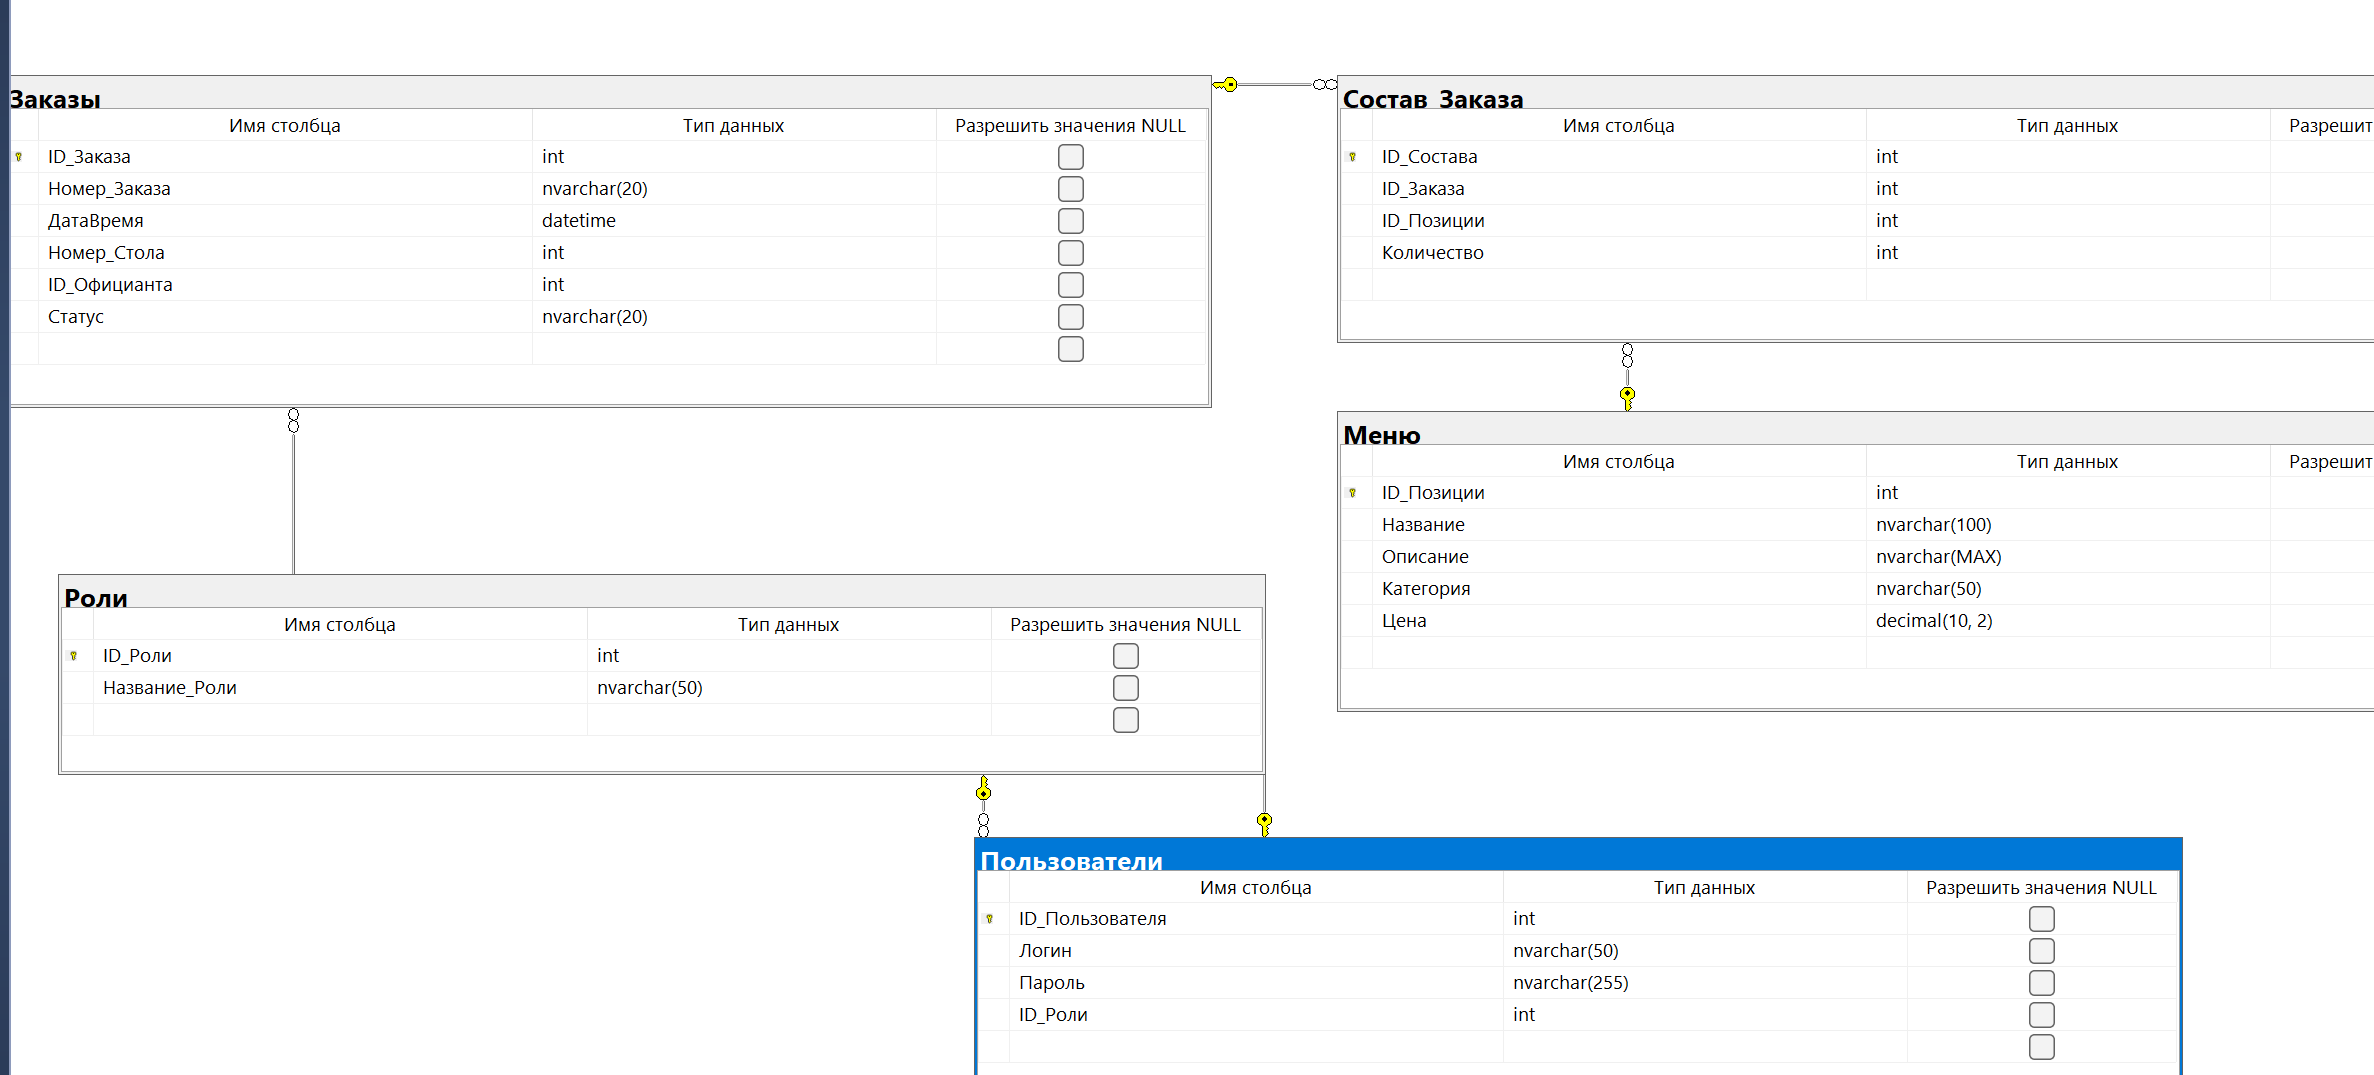 Заказы
Имя столбца Тип данных Разрешить значения NULL
ID_Заказа int
Номер_Заказа nvarchar(20)
ДатаВремя datetime
Номер_Стола int
ID_Официанта int
Статус nvarchar(20)
Состав_Заказа
Имя столбца Тип данных Разрешит
ID_Состава int
ID_Заказа int
ID_Позиции int
Количество int
Меню
Имя столбца Тип данных Разрешит
ID_Позиции int
Название nvarchar(100)
Описание nvarchar(MAX)
Категория nvarchar(50)
Цена decimal(10, 2)
Роли
Имя столбца Тип данных Разрешить значения NULL
ID_Роли int
Название_Роли nvarchar(50)
Пользователи
Имя столбца Тип данных Разрешить значения NULL
ID_Пользователя int
Логин nvarchar(50)
Пароль nvarchar(255)
ID_Роли int